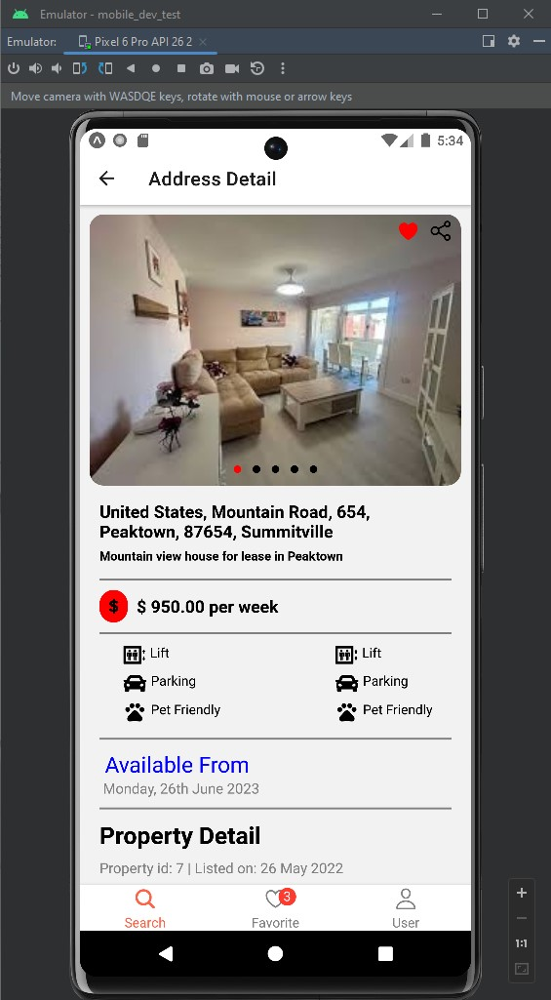 Emulator - mobile_dev_test
Emulator: Pixel 6 Pro API 26 2
Move camera with WASDQE keys, rotate with mouse or arrow keys
5:34
Address Detail
United States, Mountain Road, 654,
Peaktown, 87654, Summitville
Mountain view house for lease in Peaktown
$ $ 950.00 per week
Lift Lift
Parking Parking
Pet Friendly Pet Friendly
Available From
Monday, 26th June 2023
Property Detail
Property id: 7 | Listed on: 26 May 2022
3
Search Favorite User
1:1